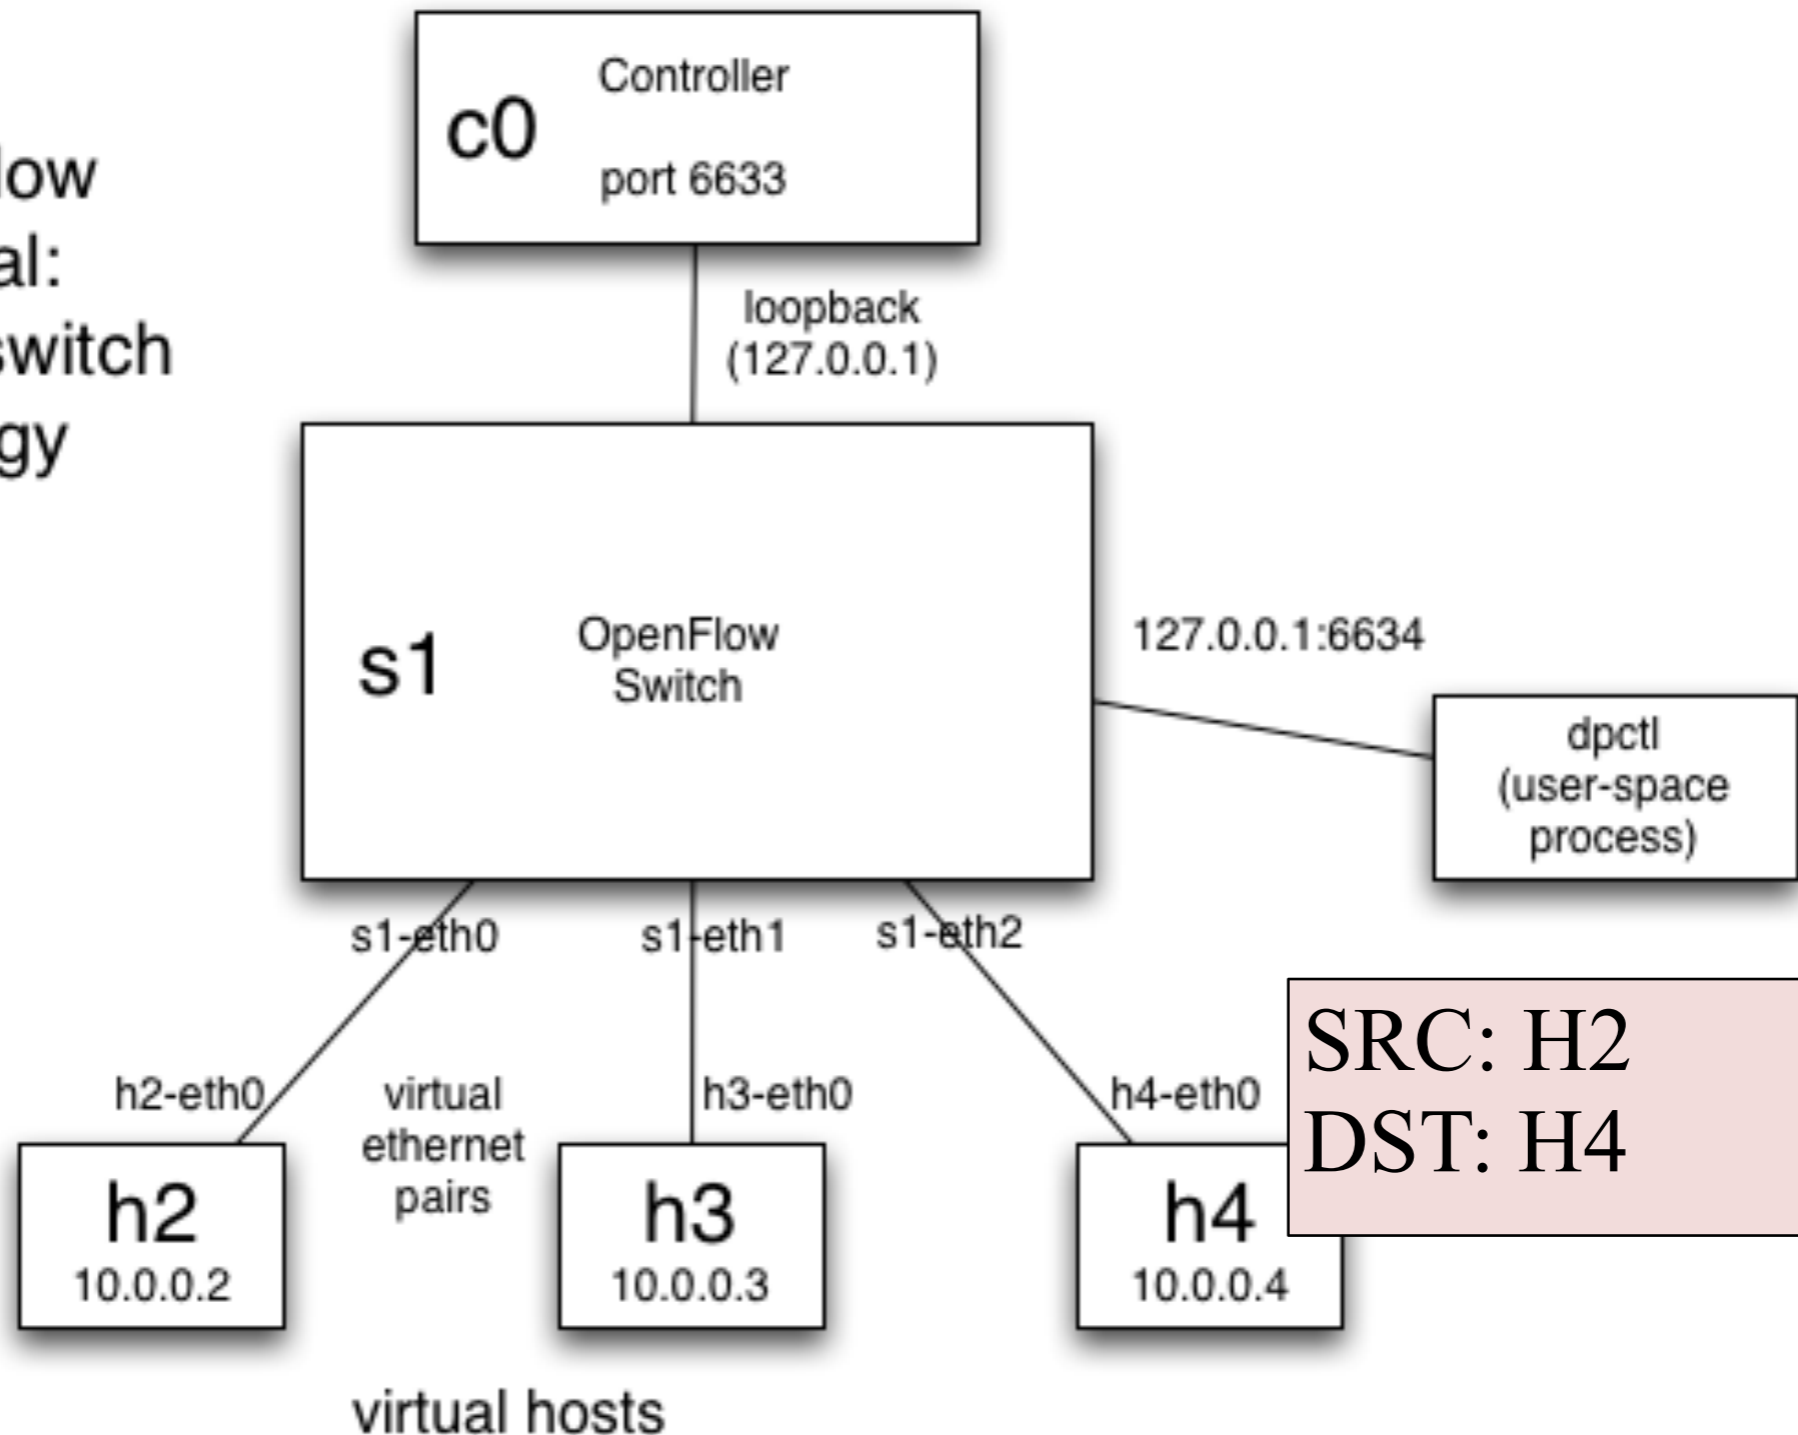 low
al:
switch
gy
Controller
c0
port 6633
loopback
(127.0.0.1)
s1
OpenFlow
Switch
127.0.0.1:6634
dpctl
(user-space
process)
s1-eth0
s1-eth1
s1-eth2
h2-eth0
virtual
ethernet
pairs
h3-eth0
h4-eth0
SRC: H2
DST: H4
h2
10.0.0.2
h3
10.0.0.3
h4
10.0.0.4
virtual hosts